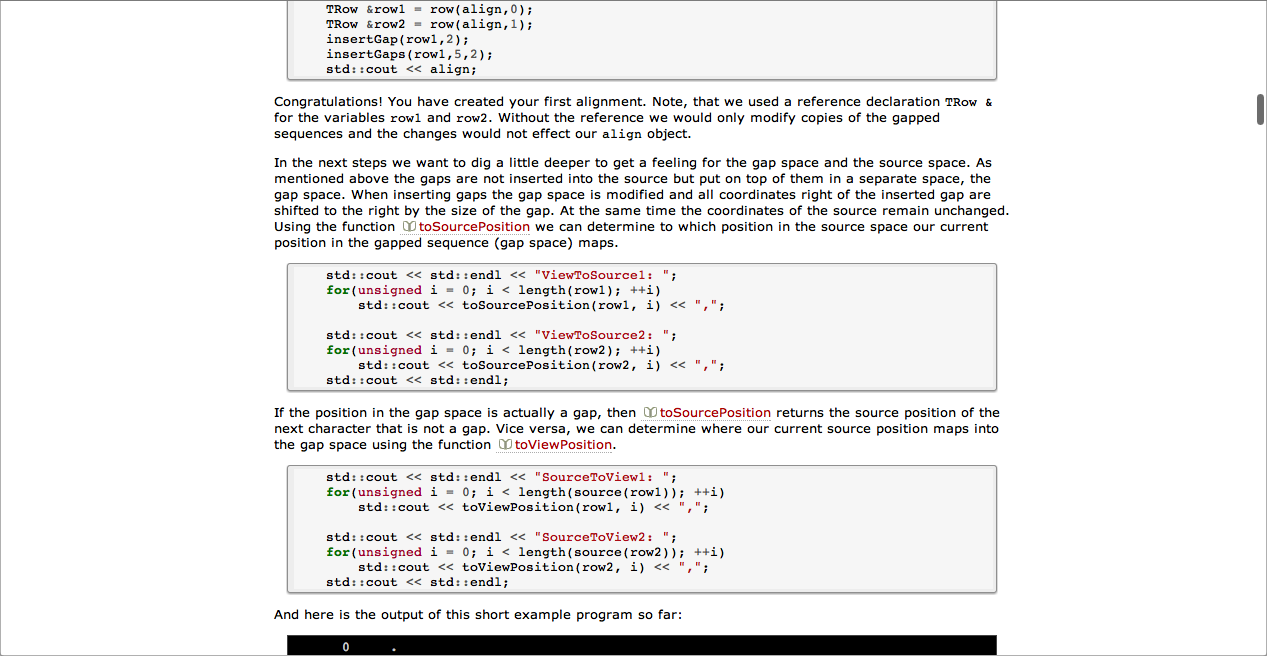 TRow &row1 = row(align,0);
TRow &row2 = row(align,1);
insertGap(row1,2);
insertGaps(row1,5,2);
std::cout << align;
Congratulations! You have created your first alignment. Note, that we used a reference declaration TRow &
for the variables row1 and row2. Without the reference we would only modify copies of the gapped
sequences and the changes would not effect our align object.
In the next steps we want to dig a little deeper to get a feeling for the gap space and the source space. As
mentioned above the gaps are not inserted into the source but put on top of them in a separate space, the
gap space. When inserting gaps the gap space is modified and all coordinates right of the inserted gap are
shifted to the right by the size of the gap. At the same time the coordinates of the source remain unchanged.
Using the function toSourcePosition we can determine to which position in the source space our current
position in the gapped sequence (gap space) maps.
std::cout << std::endl << "ViewToSource1: ";
for(unsigned i = 0; i < length(row1); ++i)
    std::cout << toSourcePosition(row1, i) << ",";
std::cout << std::endl << "ViewToSource2: ";
for(unsigned i = 0; i < length(row2); ++i)
    std::cout << toSourcePosition(row2, i) << ",";
std::cout << std::endl;
If the position in the gap space is actually a gap, then toSourcePosition returns the source position of the
next character that is not a gap. Vice versa, we can determine where our current source position maps into
the gap space using the function toViewPosition.
std::cout << std::endl << "SourceToView1: ";
for(unsigned i = 0; i < length(source(row1)); ++i)
    std::cout << toViewPosition(row1, i) << ",";
std::cout << std::endl << "SourceToView2: ";
for(unsigned i = 0; i < length(source(row2)); ++i)
    std::cout << toViewPosition(row2, i) << ",";
std::cout << std::endl;
And here is the output of this short example program so far:
0 .